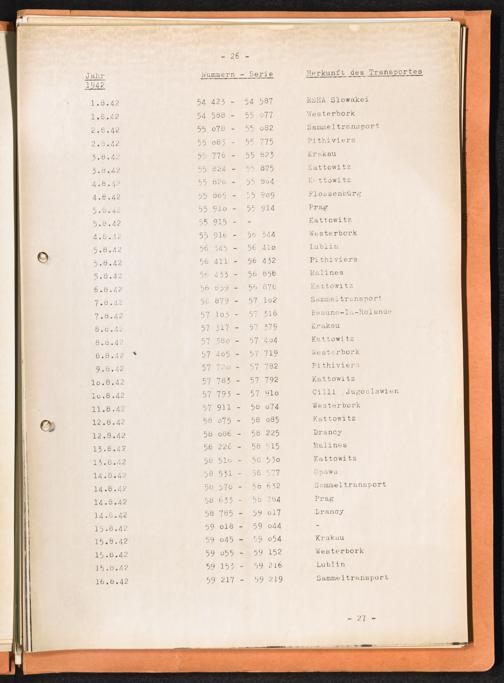 - 26 -
Jahr Nummern - Serie Herkunft des Transportes
1942
1.8.42 54 423 - 54 587 RSHA Slowakei
1.8.42 54 588 - 55 077 Westerbork
2.8.42 55 078 - 55 082 Sammeltransport
2.8.42 55 083 - 55 775 Pithiviers
3.8.42 55 776 - 55 823 Krakau
3.8.42 55 824 - 55 825 Kattowitz
4.8.42 55 826 - 55 864 Kattowitz
4.8.42 55 865 - 55 909 Flossenbürg
5.8.42 55 910 - 55 914 Prag
5.8.42 55 915 - - Kattowitz
4.8.42 55 916 - 56 344 Westerbork
5.8.42 56 345 - 56 410 Lublin
5.8.42 56 411 - 56 432 Pithiviers
5.8.42 56 433 - 56 858 Malines
6.8.42 56 859 - 56 878 Kattowitz
7.8.42 56 879 - 57 102 Sammeltransport
7.8.42 57 103 - 57 316 Beaune-la-Rolande
8.8.42 57 317 - 57 379 Krakau
8.8.42 57 380 - 57 404 Kattowitz
8.8.42 57 405 - 57 719 Westerbork
9.8.42 57 720 - 57 782 Pithiviers
10.8.42 57 783 - 57 792 Kattowitz
10.8.42 57 793 - 57 910 Cilli Jugoslawien
11.8.42 57 911 - 58 074 Westerbork
12.8.42 58 075 - 58 085 Kattowitz
12.8.42 58 086 - 58 225 Drancy
13.8.42 58 226 - 58 515 Malines
13.8.42 58 516 - 58 530 Kattowitz
14.8.42 58 531 - 58 577
14.8.42 58 578 - 58 632 Sammeltransport
14.8.42 58 633 - 58 784 Prag
14.8.42 58 785 - 59 017 Drancy
15.8.42 59 018 - 59 044 -
15.8.42 59 045 - 59 054 Krakau
15.8.42 59 055 - 59 152 Westerbork
15.8.42 59 153 - 59 216 Lublin
16.8.42 59 217 - 59 219 Sammeltransport
- 27 -